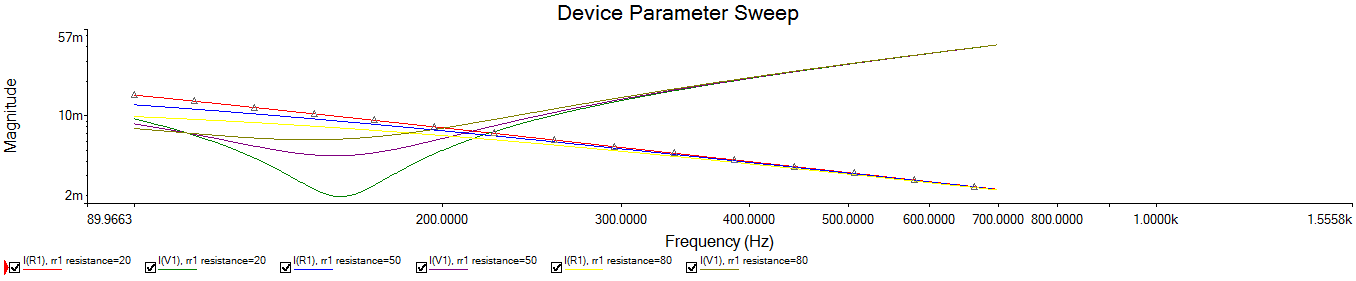 Device Parameter Sweep
57m
10m
2m
Magnitude
89.9663 200.0000 300.0000 400.0000 500.0000 600.0000 700.0000 800.0000 1.0000k 1.5558k
Frequency (Hz)
I(R1), rr1 resistance=20 I(V1), rr1 resistance=20 I(R1), rr1 resistance=50 I(V1), rr1 resistance=50 I(R1), rr1 resistance=80 I(V1), rr1 resistance=80